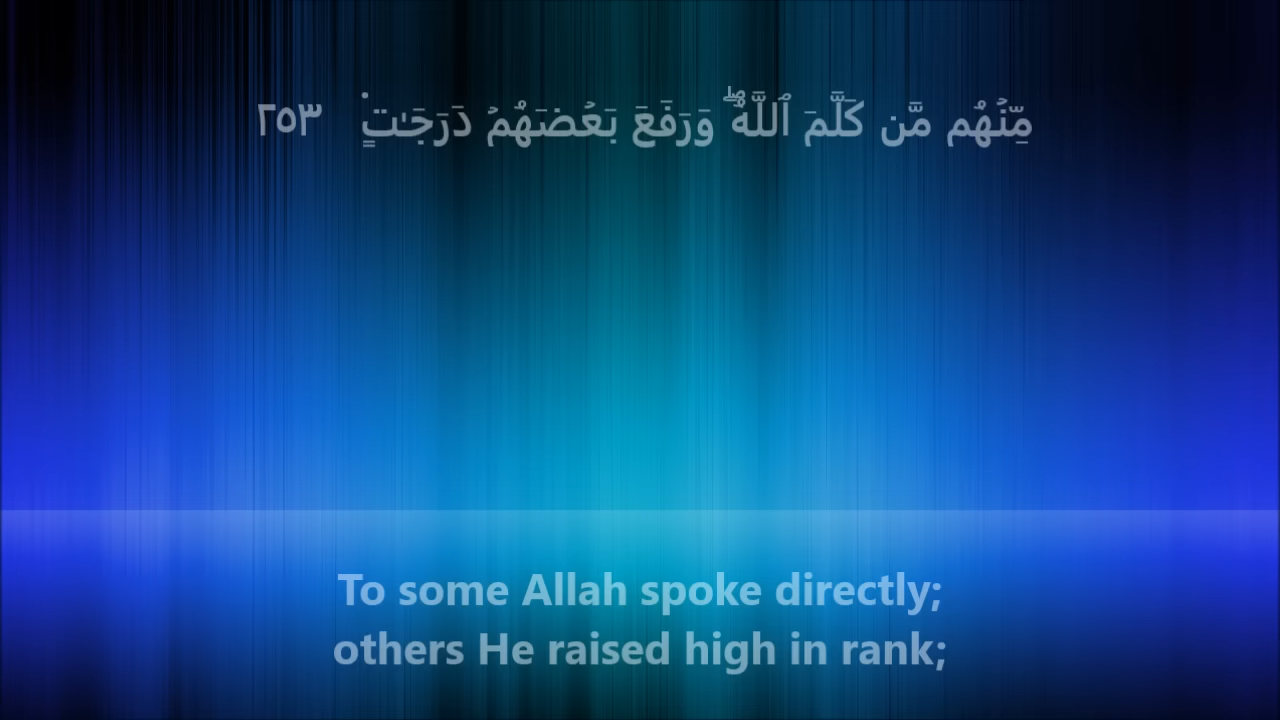 مِّنۡهُم مَّن كَلَّمَ ٱللَّهُۖ وَرَفَعَ بَعۡضَهُمۡ دَرَجَـٰتٍ۬ ٢٥٣
To some Allah spoke directly;
others He raised high in rank;